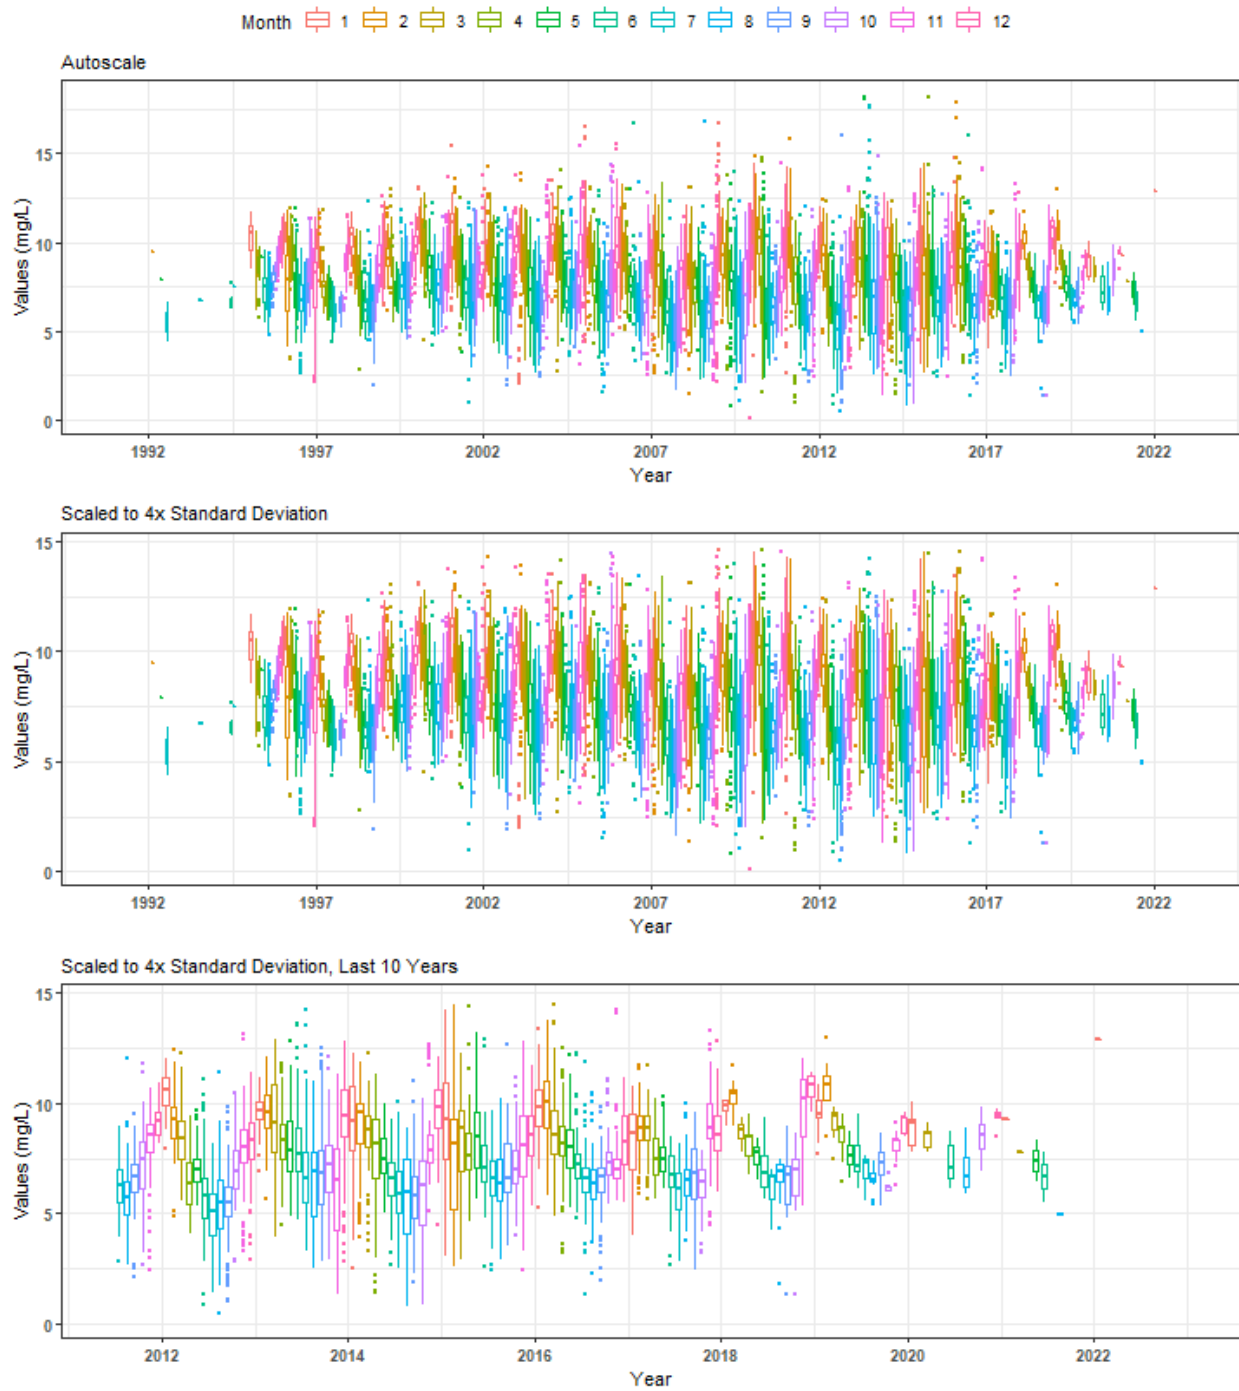 Month 1 2 3 4 5 6 7 8 9 10 11 12
Autoscale
Values (mg/L)
15
10
5
0
1992 1997 2002 2007 2012 2017 2022
Year
Scaled to 4x Standard Deviation
Values (mg/L)
15
10
5
0
1992 1997 2002 2007 2012 2017 2022
Year
Scaled to 4x Standard Deviation, Last 10 Years
Values (mg/L)
15
10
5
0
2012 2014 2016 2018 2020 2022
Year